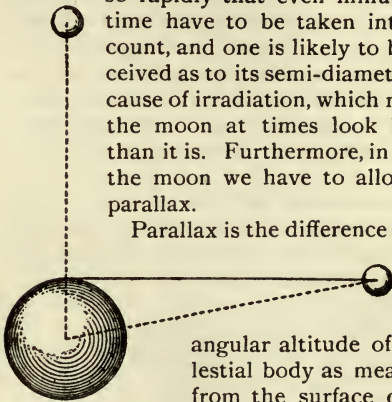 so rapidly that even
time have to be taken int
count, and one is likely to
ceived as to its semi-diamet
cause of irradiation, which
the moon at times look
than it is. Furthermore, in
the moon we have to allo
parallax.
Parallax is the difference
angular altitude of
lestial body as mea
from the surface